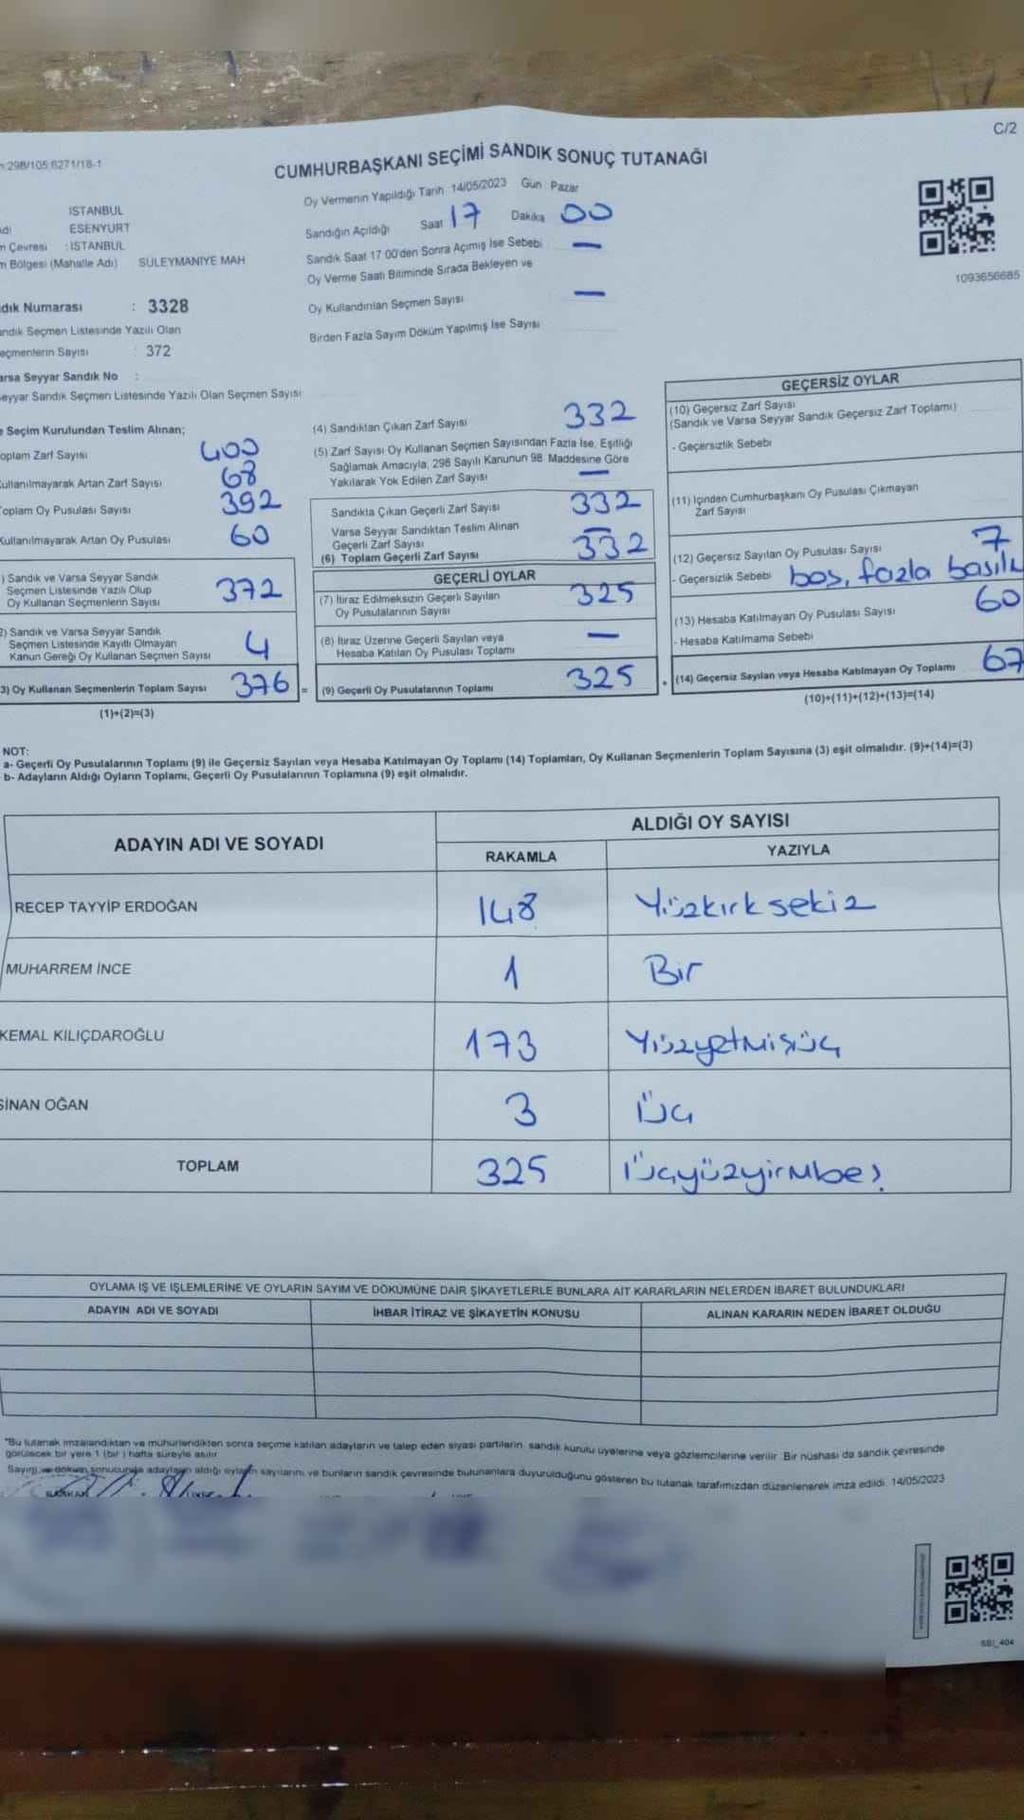 C/2
:298/105.6271/18-1
CUMHURBAŞKANI SEÇİMİ SANDIK SONUÇ TUTANAĞI
Oy Vermenin Yapıldığı Tarih: 14/05/2023 Gün: Pazar
Sandığın Açıldığı Saat 17 Dakika 00
Sandık Saat 17.00'den Sonra Açımış İse Sebebi —
Oy Verme Saati Bitiminde Sırada Bekleyen ve
Oy Kullandırılan Seçmen Sayısı —
Birden Fazla Sayım Döküm Yapılmış İse Sayısı
1093656685
İSTANBUL
ESENYURT
Çevresi : İSTANBUL
Bölgesi (Mahalle Adı) SÜLEYMANİYE MAH
dık Numarası : 3328
ndık Seçmen Listesinde Yazılı Olan
eçmenlerin Sayısı : 372
arsa Seyyar Sandık No :
eyyar Sandık Seçmen Listesinde Yazılı Olan Seçmen Sayısı
Seçim Kurulundan Teslim Alınan;
oplam Zarf Sayısı 400
ullanılmayarak Artan Zarf Sayısı 68
oplam Oy Pusulası Sayısı 392
ullanılmayarak Artan Oy Pusulası 60
) Sandık ve Varsa Seyyar Sandık
Seçmen Listesinde Yazılı Olup
Oy Kullanan Seçmenlerin Sayısı 372
2) Sandık ve Varsa Seyyar Sandık
Seçmen Listesinde Kayıtlı Olmayan
Kanun Gereği Oy Kullanan Seçmen Sayısı 4
3) Oy Kullanan Seçmenlerin Toplam Sayısı 376 =
(1)+(2)=(3)
(4) Sandıktan Çıkan Zarf Sayısı 332
(5) Zarf Sayısı Oy Kullanan Seçmen Sayısından Fazla İse, Eşitliği
Sağlamak Amacıyla, 298 Sayılı Kanunun 98. Maddesine Göre
Yakılarak Yok Edilen Zarf Sayısı —
Sandıkta Çıkan Geçerli Zarf Sayısı 332
Varsa Seyyar Sandıktan Teslim Alınan
Geçerli Zarf Sayısı —
(6) Toplam Geçerli Zarf Sayısı 332
GEÇERLİ OYLAR
(7) İtiraz Edilmeksizin Geçerli Sayılan
Oy Pusulalarının Sayısı 325
(8) İtiraz Üzerine Geçerli Sayılan veya
Hesaba Katılan Oy Pusulası Toplamı —
(9) Geçerli Oy Pusulalarının Toplamı 325 +
GEÇERSİZ OYLAR
(10) Geçersiz Zarf Sayısı
(Sandık ve Varsa Seyyar Sandık Geçersiz Zarf Toplamı)
- Geçersizlik Sebebi
(11) İçinden Cumhurbaşkanı Oy Pusulası Çıkmayan
Zarf Sayısı
(12) Geçersiz Sayılan Oy Pusulası Sayısı 7
- Geçersizlik Sebebi boş, fazla basılı
(13) Hesaba Katılmayan Oy Pusulası Sayısı 60
- Hesaba Katılmama Sebebi
(14) Geçersiz Sayılan veya Hesaba Katılmayan Oy Toplamı 67
(10)+(11)+(12)+(13)=(14)
NOT:
a- Geçerli Oy Pusulalarının Toplamı (9) ile Geçersiz Sayılan veya Hesaba Katılmayan Oy Toplamı (14) Toplamları, Oy Kullanan Seçmenlerin Toplam Sayısına (3) eşit olmalıdır. (9)+(14)=(3)
b- Adayların Aldığı Oyların Toplamı, Geçerli Oy Pusulalarının Toplamına (9) eşit olmalıdır.
ADAYIN ADI VE SOYADI
ALDIĞI OY SAYISI
RAKAMLA YAZIYLA
RECEP TAYYİP ERDOĞAN 148 Yüzkırksekiz
MUHARREM İNCE 1 Bir
KEMAL KILIÇDAROĞLU 173 Yüzyetmişüç
SİNAN OĞAN 3 Üç
TOPLAM 325 Üçyüzyirmibeş
OYLAMA İŞ VE İŞLEMLERİNE VE OYLARIN SAYIM VE DÖKÜMÜNE DAİR ŞİKAYETLERLE BUNLARA AİT KARARLARIN NELERDEN İBARET BULUNDUKLARI
ADAYIN ADI VE SOYADI İHBAR İTİRAZ VE ŞİKAYETİN KONUSU ALINAN KARARIN NEDEN İBARET OLDUĞU
"Bu tutanak imzalandıktan ve mühürlendikten sonra seçime katılan adayların ve talep eden siyasi partilerin sandık kurulu üyelerine veya gözlemcilerine verilir. Bir nüshası da sandık çevresinde
görülecek bir yere 1 (bir) hafta süreyle asılır.
Sayım ve döküm sonucunda adayların aldığı oyların sayılarını ve bunların sandık çevresinde bulunanlara duyurulduğunu gösteren bu tutanak tarafımızdan düzenlenerek imza edildi. 14/05/2023
SBI_404